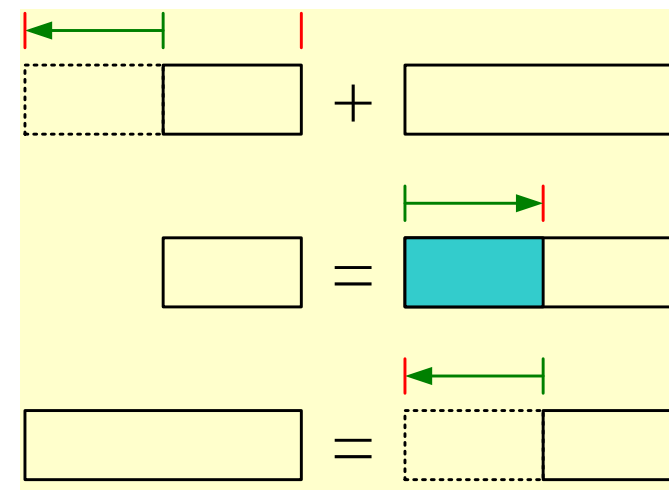 +
=
=